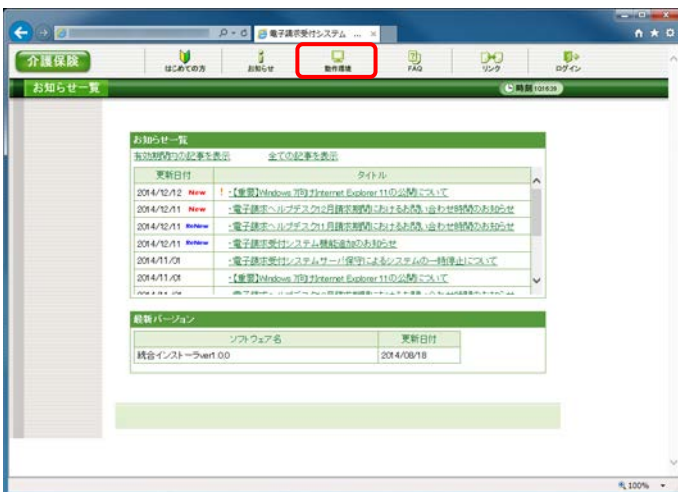 電子請求受付システム ...
介護保険
はじめての方
お知らせ
動作環境
FAQ
リンク
ログイン
お知らせ一覧
時刻
お知らせ一覧
有効期間内の記事を表示 全ての記事を表示
更新日付 タイトル
2014/12/12 New ! ・【重要】Windows 7向けInternet Explorer 11の公開について
2014/12/11 New ・電子請求ヘルプデスク12月請求期間におけるお問い合わせ時間のお知らせ
2014/12/11 ReNew ・電子請求ヘルプデスク11月請求期間におけるお問い合わせ時間のお知らせ
2014/12/11 ReNew ・電子請求受付システム機能追加のお知らせ
2014/11/01 ・電子請求受付システムサーバ保守によるシステムの一時停止について
2014/11/01 ・【重要】Windows 7向けInternet Explorer 11の公開について
最新バージョン
ソフトウェア名 更新日付
統合インストーラver1.0.0 2014/08/18
100%